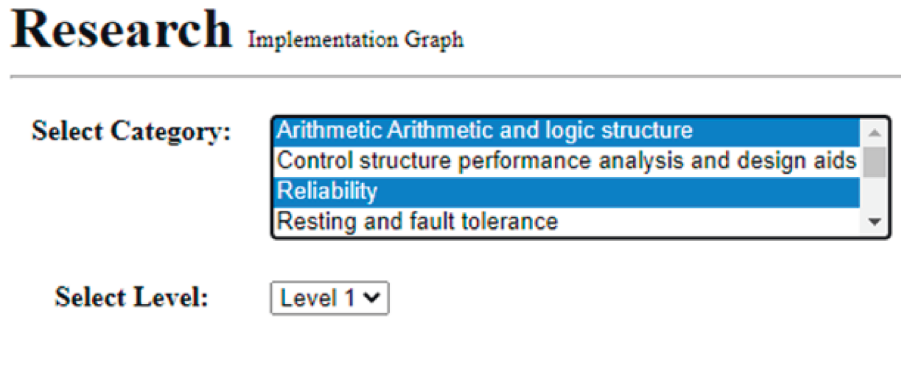 Research Implementation Graph
Select Category:
Arithmetic Arithmetic and logic structure
Control structure performance analysis and design aids
Reliability
Resting and fault tolerance
Select Level:
Level 1